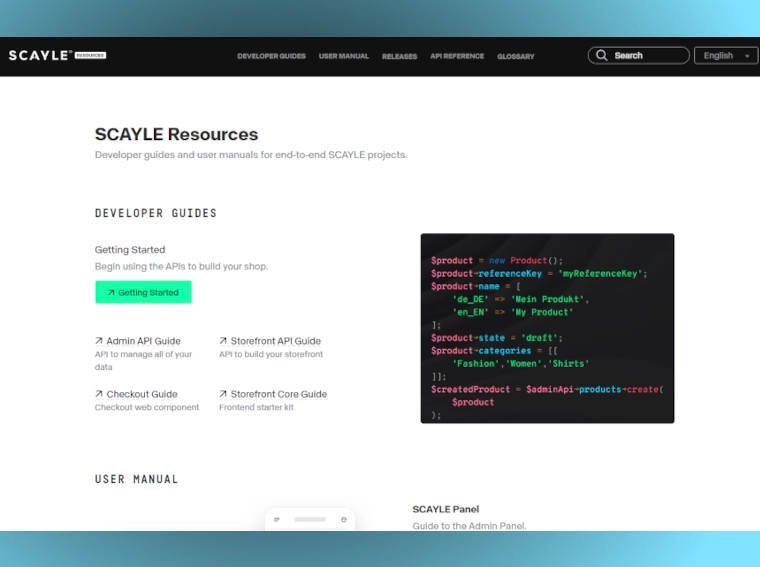 SCAYLE RESOURCES
DEVELOPER GUIDES USER MANUAL RELEASES API REFERENCE GLOSSARY
Search
English
SCAYLE Resources
Developer guides and user manuals for end-to-end SCAYLE projects.
DEVELOPER GUIDES
Getting Started
Begin using the APIs to build your shop.
Getting Started
Admin API Guide
API to manage all of your
data
Storefront API Guide
API to build your storefront
Checkout Guide
Checkout web component
Storefront Core Guide
Frontend starter kit
$product = new Product();
$product→referenceKey = 'myReferenceKey';
$product→name = [
'de_DE' => 'Mein Produkt',
'en_EN' => 'My Product'
];
$product→state = 'draft';
$product→categories = [[
'Fashion','Women','Shirts'
]];
$createdProduct = $adminApi→products→create(
$product
);
USER MANUAL
SCAYLE Panel
Guide to the Admin Panel.